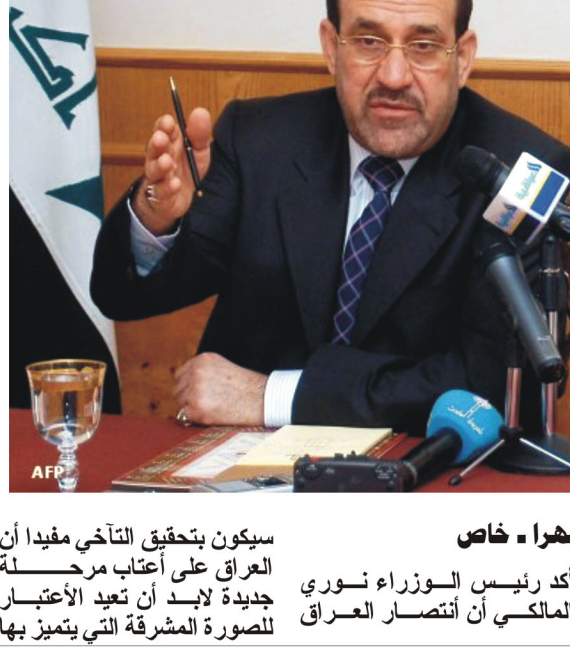 AFP
هرا . خاص
أكد رئيس الوزراء نوري
المالكي أن أنتصار العراق
سيكون بتحقيق التآخي مفيدا أن
العراق على أعتاب مرحلة
جديدة لابد أن تعيد الأعتبار
للصورة المشرقة التي يتميز بها